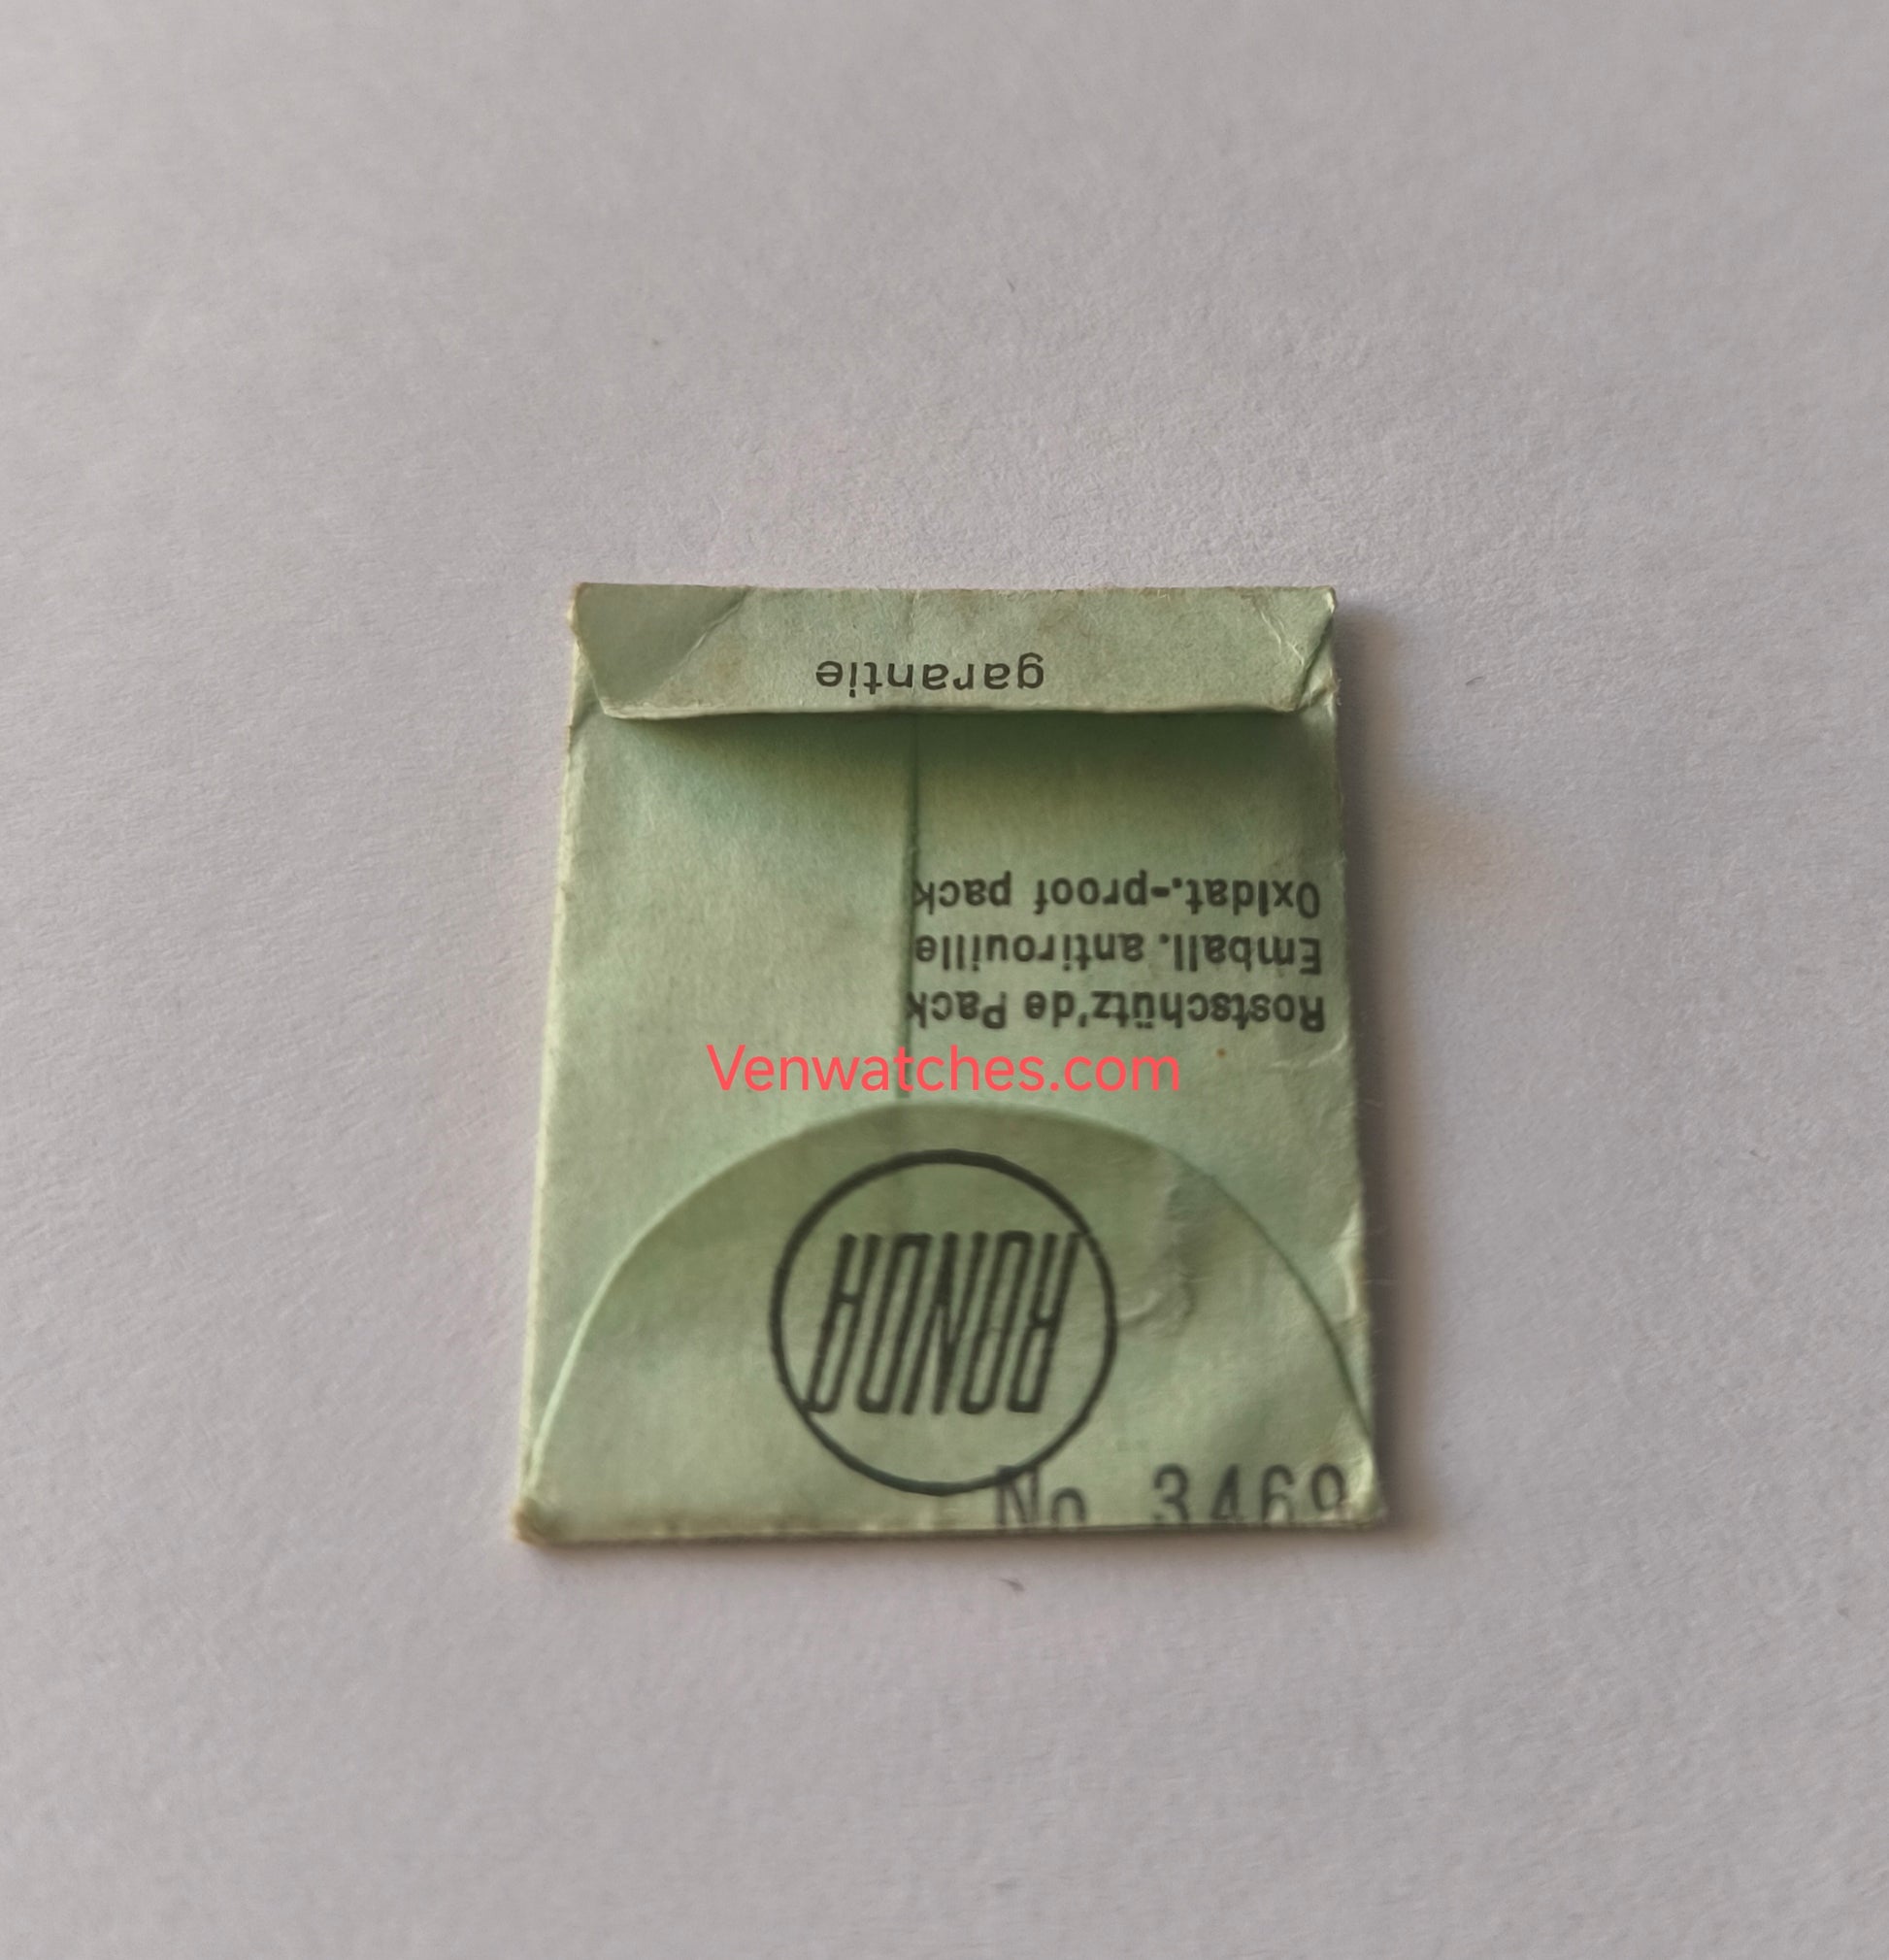 No 3469
RONDA
Venwatches.com
Rostschütz'de Pack
Emball. antirouille
Oxidat.-proof pack
garantie